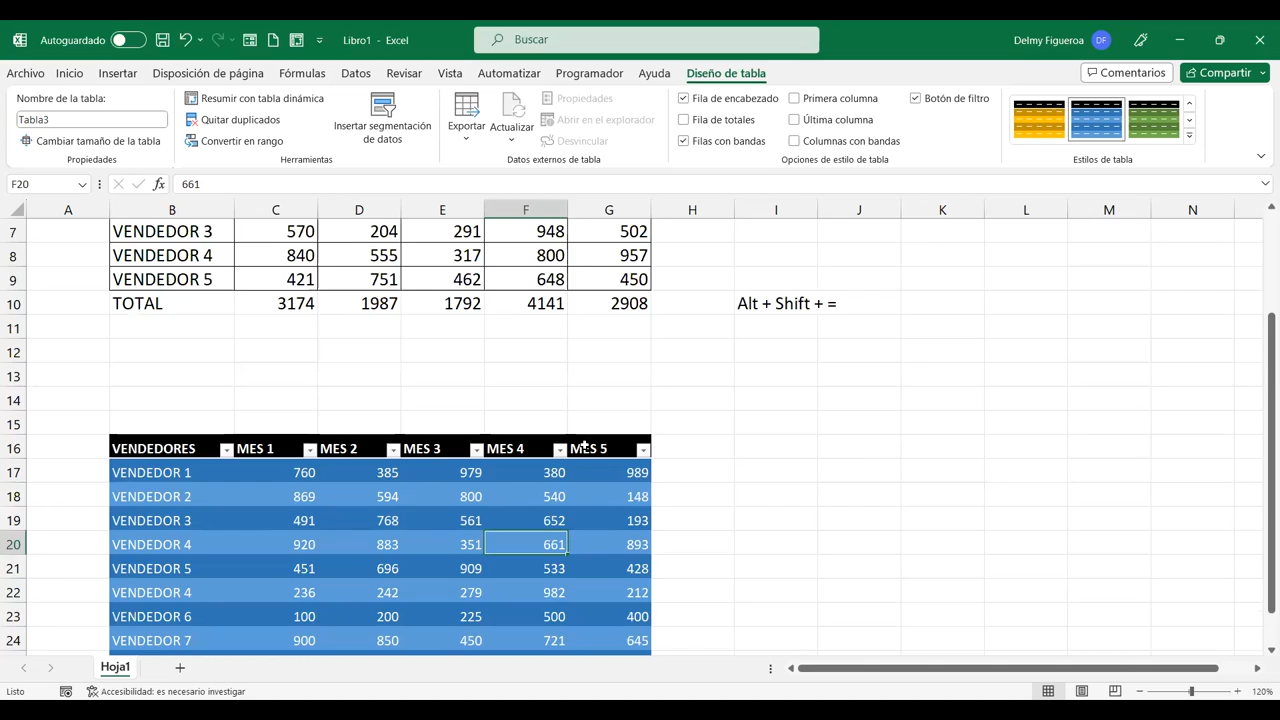 Autoguardado
Libro1 - Excel
Buscar
Delmy Figueroa DF
Archivo Inicio Insertar Disposición de página Fórmulas Datos Revisar Vista Automatizar Programador Ayuda Diseño de tabla Comentarios Compartir
Nombre de la tabla:
Tabla3
Cambiar tamaño de la tabla
Propiedades
Resumir con tabla dinámica
Quitar duplicados
Convertir en rango
Insertar segmentación
de datos
Herramientas
Exportar
Actualizar
Propiedades
Abrir en el explorador
Desvincular
Datos externos de tabla
Fila de encabezado
Fila de totales
Filas con bandas
Primera columna
Última columna
Columnas con bandas
Botón de filtro
Opciones de estilo de tabla
Estilos de tabla
F20 fx 661
A B C D E F G H I J K L M N
7 VENDEDOR 3 570 204 291 948 502
8 VENDEDOR 4 840 555 317 800 957
9 VENDEDOR 5 421 751 462 648 450
10 TOTAL 3174 1987 1792 4141 2908 Alt + Shift + =
11
12
13
14
15
16 VENDEDORES MES 1 MES 2 MES 3 MES 4 MES 5
17 VENDEDOR 1 760 385 979 380 989
18 VENDEDOR 2 869 594 800 540 148
19 VENDEDOR 3 491 768 561 652 193
20 VENDEDOR 4 920 883 351 661 893
21 VENDEDOR 5 451 696 909 533 428
22 VENDEDOR 4 236 242 279 982 212
23 VENDEDOR 6 100 200 225 500 400
24 VENDEDOR 7 900 850 450 721 645
Hoja1
Listo
Accesibilidad: es necesario investigar
120%